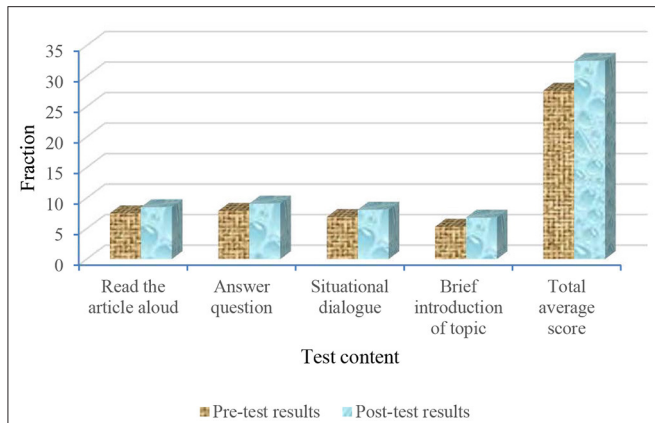 35
30
25
20
15
10
5
0
Fraction
Read the
article aloud
Answer
question
Situational
dialogue
Brief
introduction
of topic
Total
average
score
Test content
Pre-test results
Post-test results